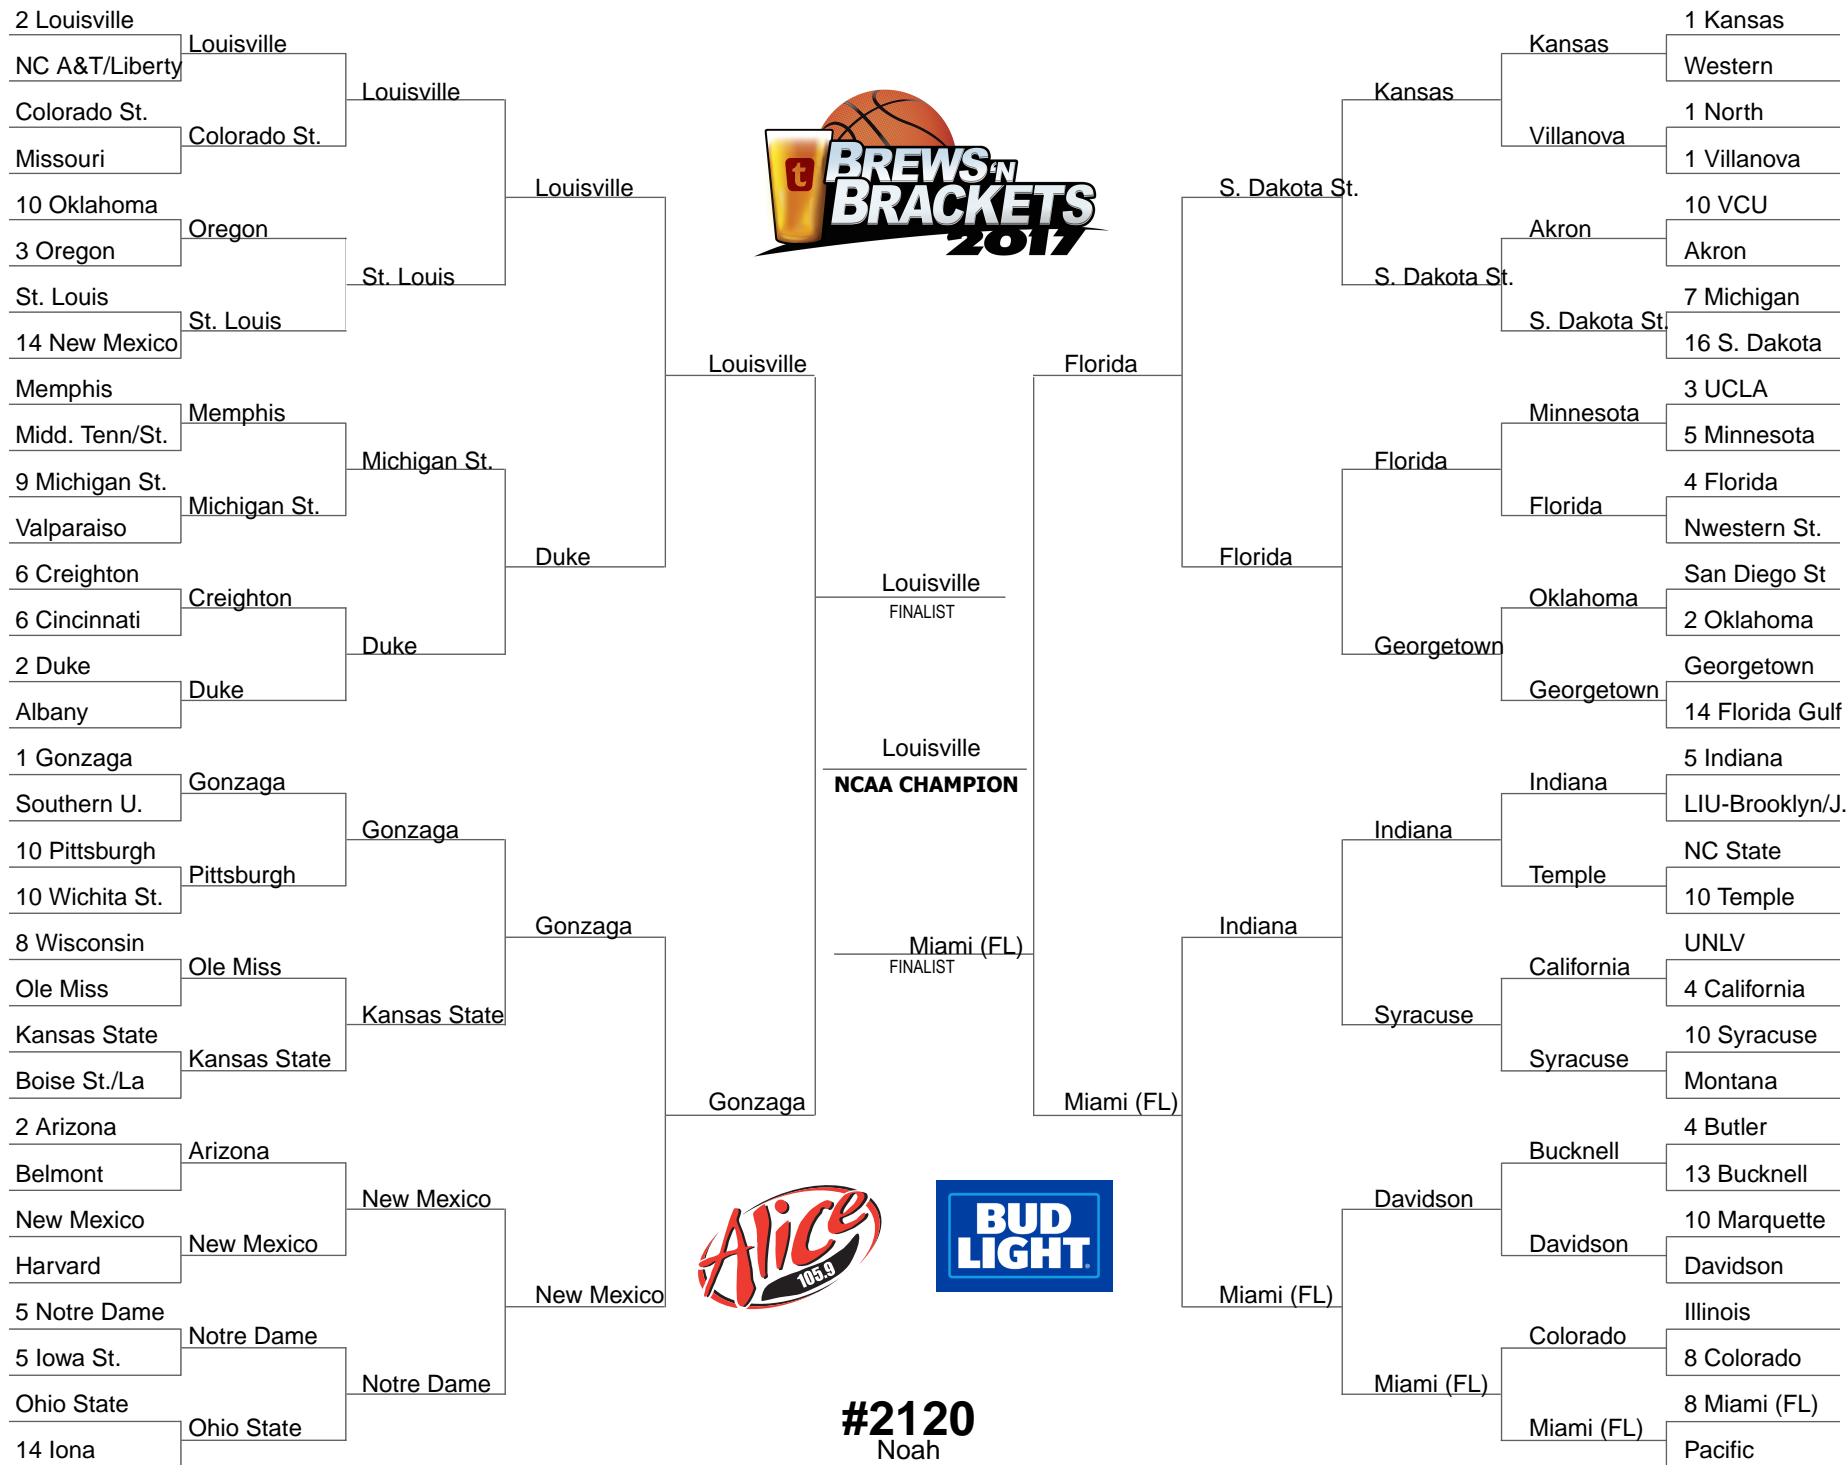 2 Louisville
NC A&T/Liberty
Colorado St.
Missouri
10 Oklahoma
3 Oregon
St. Louis
14 New Mexico
Memphis
Midd. Tenn/St.
9 Michigan St.
Valparaiso
6 Creighton
6 Cincinnati
2 Duke
Albany
1 Gonzaga
Southern U.
10 Pittsburgh
10 Wichita St.
8 Wisconsin
Ole Miss
Kansas State
Boise St./La
2 Arizona
Belmont
New Mexico
Harvard
5 Notre Dame
5 Iowa St.
Ohio State
14 Iona
Louisville
Colorado St.
Oregon
St. Louis
Memphis
Michigan St.
Creighton
Duke
Gonzaga
Pittsburgh
Ole Miss
Kansas State
Arizona
New Mexico
Notre Dame
Ohio State
Louisville
St. Louis
Michigan St.
Duke
Gonzaga
Kansas State
New Mexico
Notre Dame
Louisville
Duke
Gonzaga
New Mexico
Louisville
Gonzaga
t
BREWS 'N
BRACKETS
2017
Louisville
FINALIST
Louisville
NCAA CHAMPION
Miami (FL)
FINALIST
Alice
105.9
BUD
LIGHT
#2120
Noah
Florida
Miami (FL)
S. Dakota St.
Florida
Indiana
Miami (FL)
Kansas
S. Dakota St.
Florida
Georgetown
Indiana
Syracuse
Davidson
Miami (FL)
Kansas
Villanova
Akron
S. Dakota St.
Minnesota
Florida
Oklahoma
Georgetown
Indiana
Temple
California
Syracuse
Bucknell
Davidson
Colorado
Miami (FL)
1 Kansas
Western
1 North
1 Villanova
10 VCU
Akron
7 Michigan
16 S. Dakota
3 UCLA
5 Minnesota
4 Florida
Nwestern St.
San Diego St
2 Oklahoma
Georgetown
14 Florida Gulf
5 Indiana
LIU-Brooklyn/J.
NC State
10 Temple
UNLV
4 California
10 Syracuse
Montana
4 Butler
13 Bucknell
10 Marquette
Davidson
Illinois
8 Colorado
8 Miami (FL)
Pacific